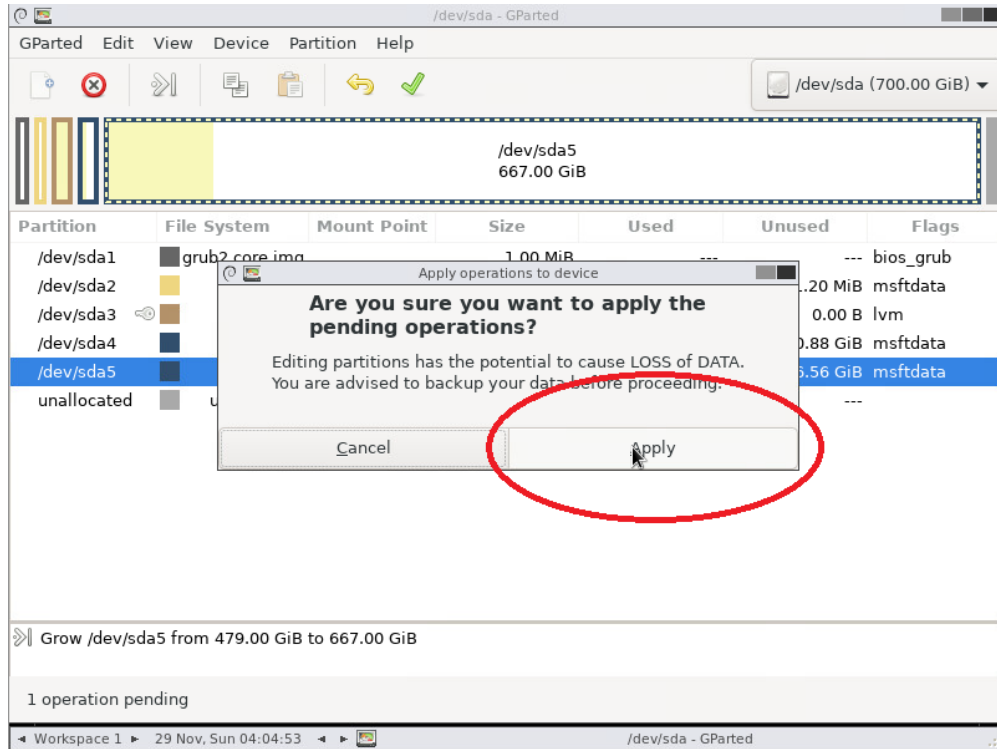 /dev/sda - GParted
GParted Edit View Device Partition Help
/dev/sda (700.00 GiB)
/dev/sda5
667.00 GiB
Partition File System Mount Point Size Used Unused Flags
/dev/sda1 grub2 core.img 1.00 MiB --- --- bios_grub
/dev/sda2 .20 MiB msftdata
/dev/sda3 0.00 B lvm
/dev/sda4 0.88 GiB msftdata
/dev/sda5 6.56 GiB msftdata
unallocated u ---
Apply operations to device
Are you sure you want to apply the
pending operations?
Editing partitions has the potential to cause LOSS of DATA.
You are advised to backup your data before proceeding.
Cancel Apply
Grow /dev/sda5 from 479.00 GiB to 667.00 GiB
1 operation pending
Workspace 1 29 Nov, Sun 04:04:53 /dev/sda - GParted